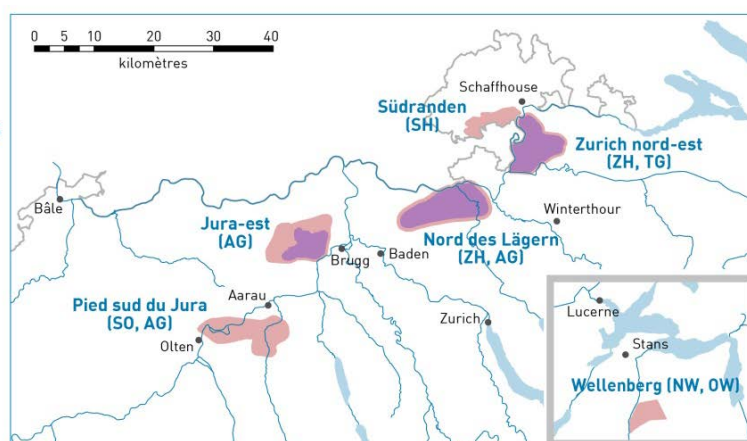 0 5 10 20 30 40
kilomètres
Schaffhouse
Südranden
(SH)
Zurich nord-est
(ZH, TG)
Bâle
Jura-est
(AG)
Winterthour
Nord des Lägern
(ZH, AG)
Brugg
Baden
Pied sud du Jura
(SO, AG)
Aarau
Olten
Zurich
Lucerne
Stans
Wellenberg (NW, OW)